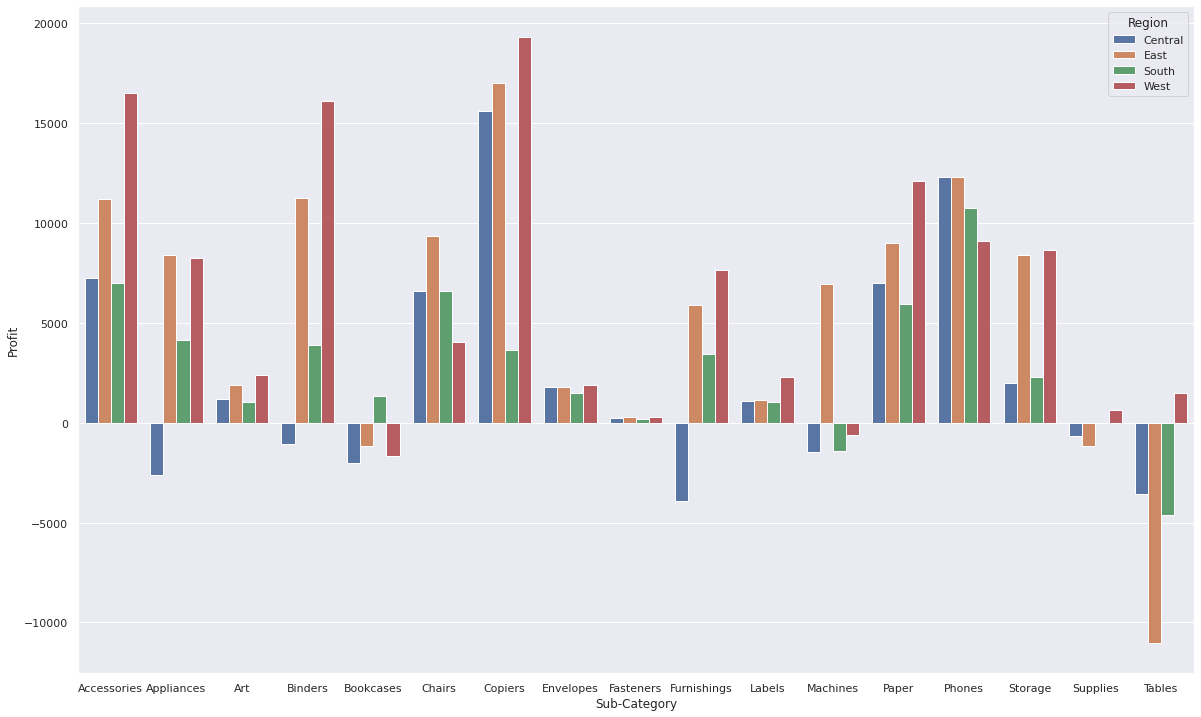 20000
15000
10000
5000
0
−5000
−10000
Profit
Region
Central
East
South
West
Accessories Appliances Art Binders Bookcases Chairs Copiers Envelopes Fasteners Furnishings Labels Machines Paper Phones Storage Supplies Tables
Sub-Category